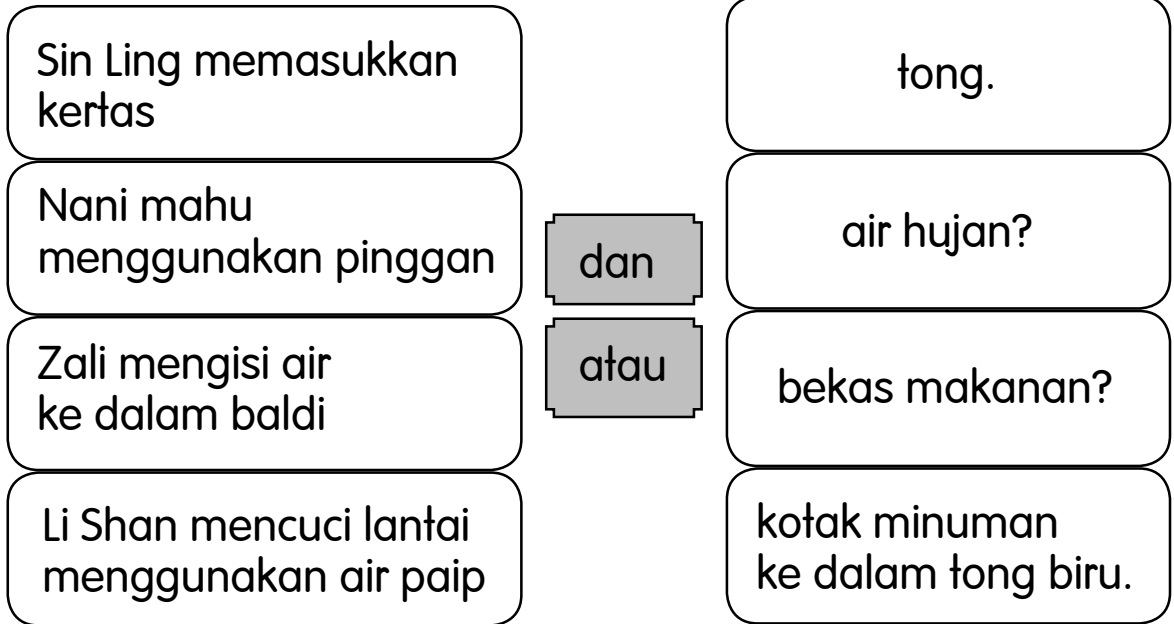 Sin Ling memasukkan
kertas
Nani mahu
menggunakan pinggan
Zali mengisi air
ke dalam baldi
Li Shan mencuci lantai
menggunakan air paip
dan
atau
tong.
air hujan?
bekas makanan?
kotak minuman
ke dalam tong biru.